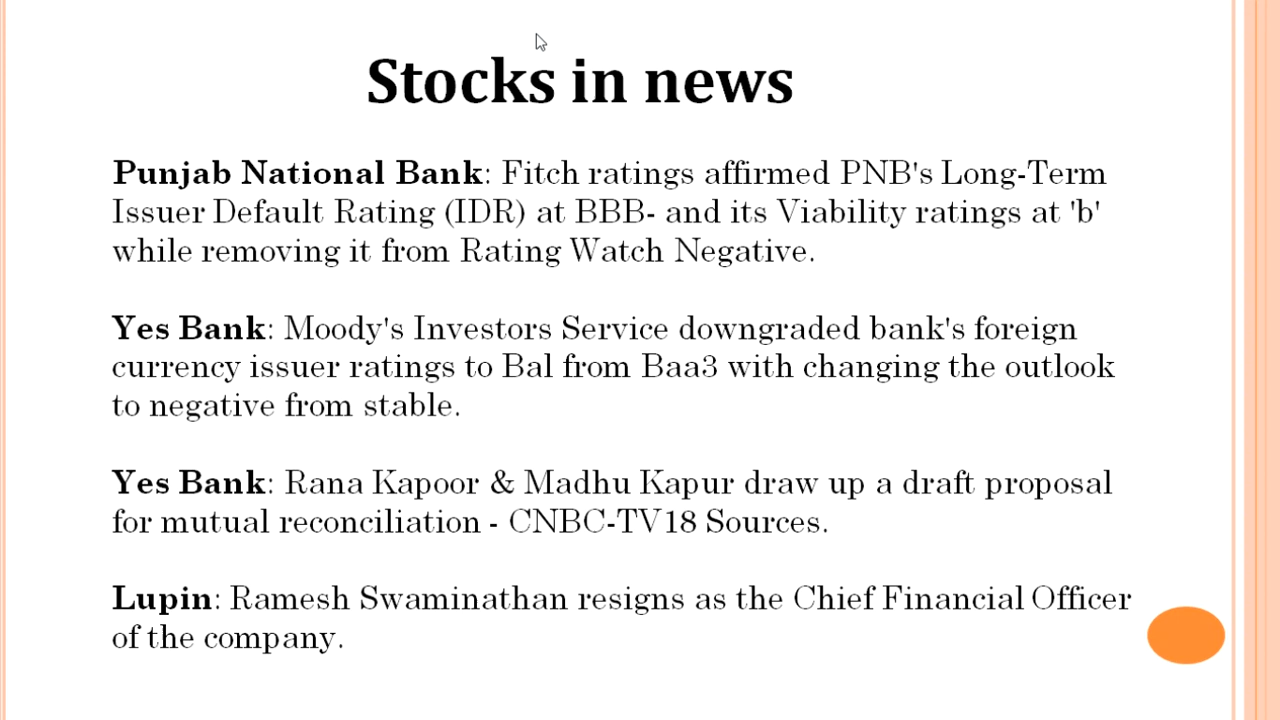 Stocks in news
Punjab National Bank: Fitch ratings affirmed PNB's Long-Term
Issuer Default Rating (IDR) at BBB- and its Viability ratings at 'b'
while removing it from Rating Watch Negative.
Yes Bank: Moody's Investors Service downgraded bank's foreign
currency issuer ratings to Bal from Baa3 with changing the outlook
to negative from stable.
Yes Bank: Rana Kapoor & Madhu Kapur draw up a draft proposal
for mutual reconciliation - CNBC-TV18 Sources.
Lupin: Ramesh Swaminathan resigns as the Chief Financial Officer
of the company.